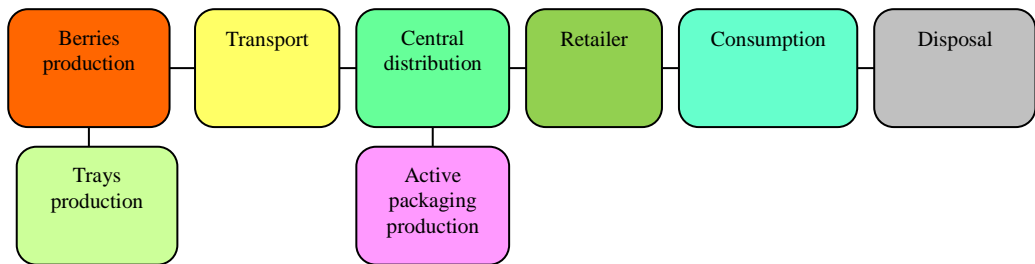 Berries
production
Transport
Central
distribution
Retailer
Consumption
Disposal
Trays
production
Active
packaging
production